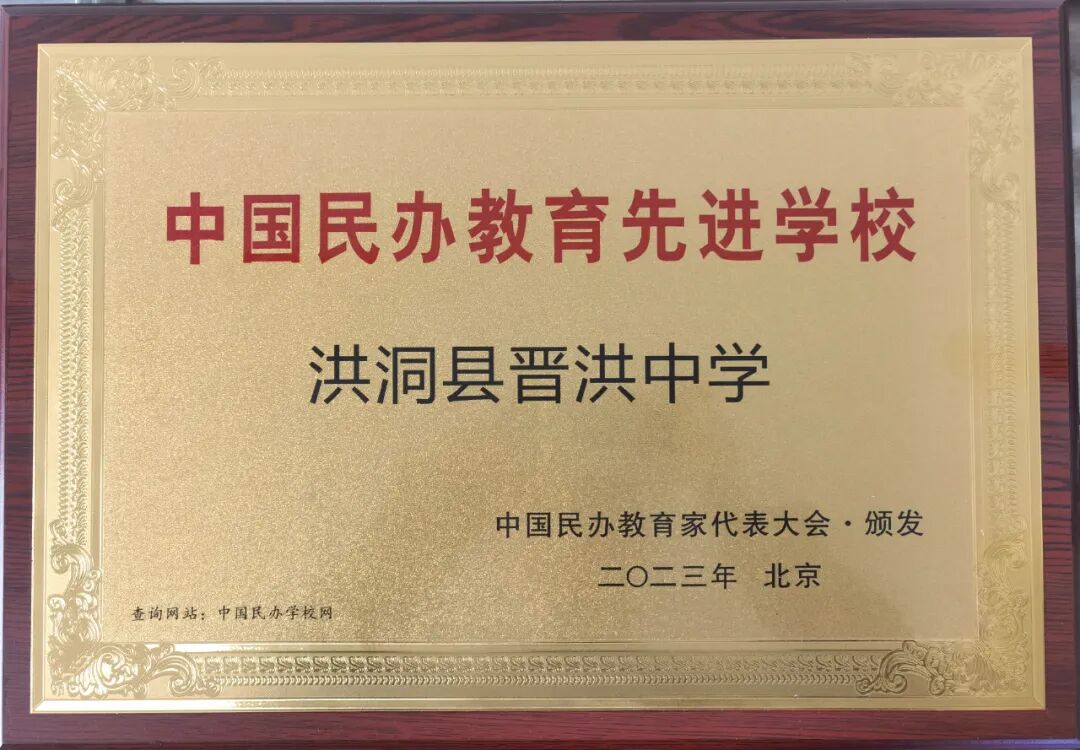 中国民办教育先进学校
洪洞县晋洪中学
中国民办教育家代表大会·颁发
二〇二三年 北京
查询网站：中国民办学校网